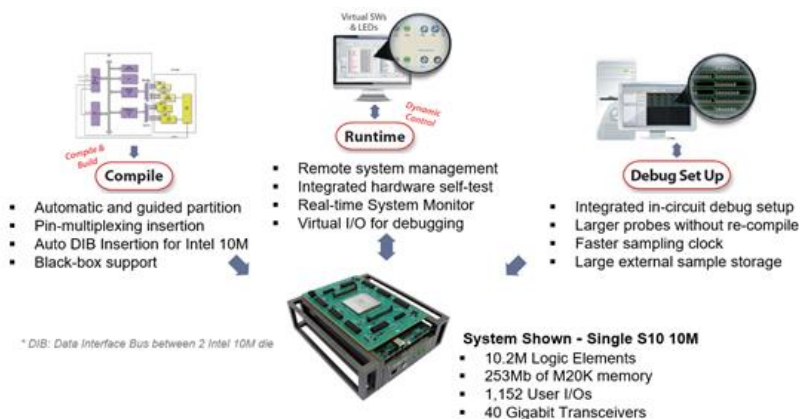 Virtual SWs
& LEDs
Dynamic
Control
Compile &
Build
Compile
Runtime
Debug Set Up
▪ Automatic and guided partition
▪ Pin-multiplexing insertion
▪ Auto DIB Insertion for Intel 10M
▪ Black-box support
▪ Remote system management
▪ Integrated hardware self-test
▪ Real-time System Monitor
▪ Virtual I/O for debugging
▪ Integrated in-circuit debug setup
▪ Larger probes without re-compile
▪ Faster sampling clock
▪ Large external sample storage
* DIB: Data Interface Bus between 2 Intel 10M die
System Shown - Single S10 10M
▪ 10.2M Logic Elements
▪ 253Mb of M20K memory
▪ 1,152 User I/Os
▪ 40 Gigabit Transceivers